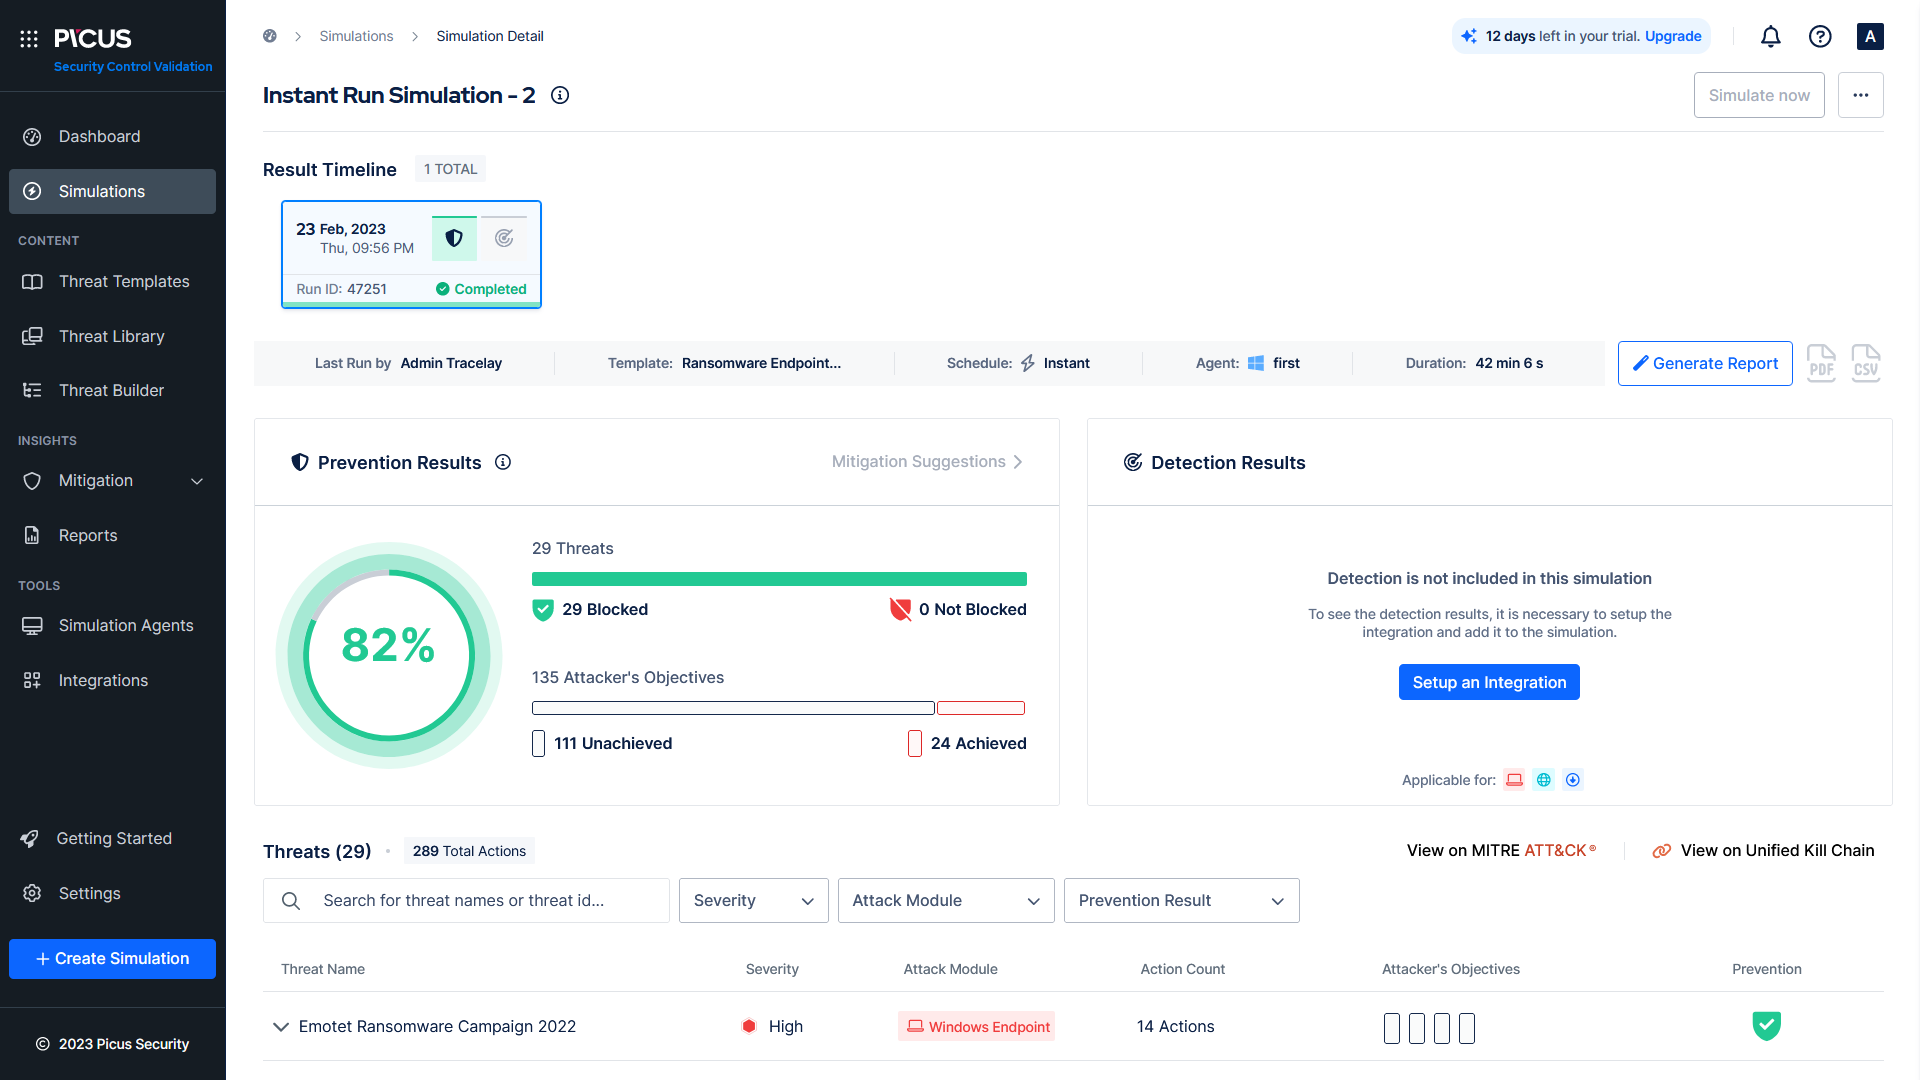 PICUS
Security Control Validation
Dashboard
Simulations
CONTENT
Threat Templates
Threat Library
Threat Builder
INSIGHTS
Mitigation
Reports
TOOLS
Simulation Agents
Integrations
Getting Started
Settings
+ Create Simulation
© 2023 Picus Security
Simulations
Simulation Detail
12 days left in your trial. Upgrade
A
Instant Run Simulation - 2
Simulate now
Result Timeline
1 TOTAL
23 Feb, 2023
Thu, 09:56 PM
Run ID: 47251
Completed
Last Run by Admin Tracelay
Template: Ransomware Endpoint...
Schedule: Instant
Agent: first
Duration: 42 min 6 s
Generate Report
PDF
CSV
Prevention Results
Mitigation Suggestions
82%
29 Threats
29 Blocked
0 Not Blocked
135 Attacker's Objectives
111 Unachieved
24 Achieved
Detection Results
Detection is not included in this simulation
To see the detection results, it is necessary to setup the
integration and add it to the simulation.
Setup an Integration
Applicable for:
Threats (29)
289 Total Actions
View on MITRE ATT&CK®
View on Unified Kill Chain
Search for threat names or threat id...
Severity
Attack Module
Prevention Result
Threat Name
Severity
Attack Module
Action Count
Attacker's Objectives
Prevention
Emotet Ransomware Campaign 2022
High
Windows Endpoint
14 Actions